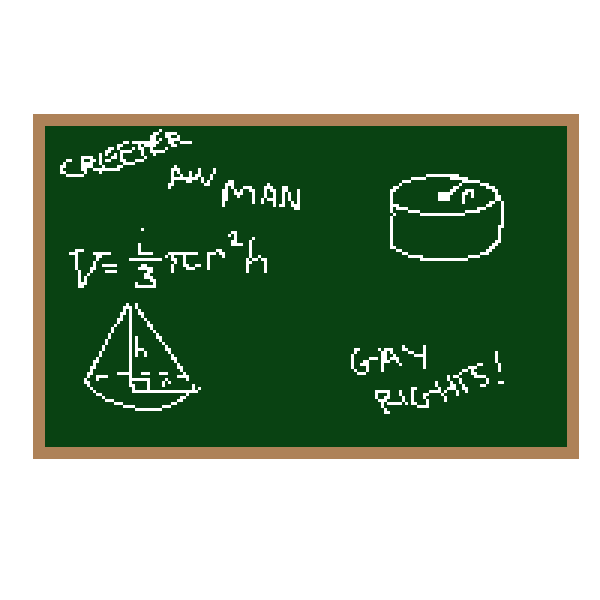 CREEPER
AW MAN
r
V = 1/3 πr²h
h
r
GAY
RIGHTS!